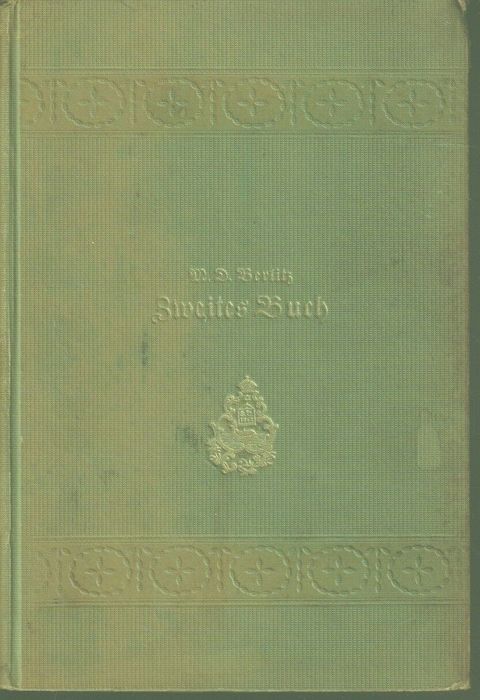 M. D. Berlitz
Zweites Buch